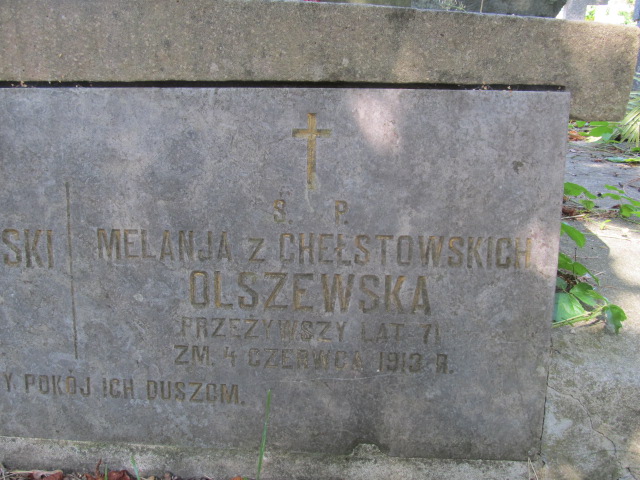 Ś. P.
SKI
MELANJA Z CHEŁSTOWSKICH
OLSZEWSKA
PRZEŻYWSZY LAT 71
ZM. 4 CZERWCA 1913 R.
Y POKÓJ ICH DUSZOM.